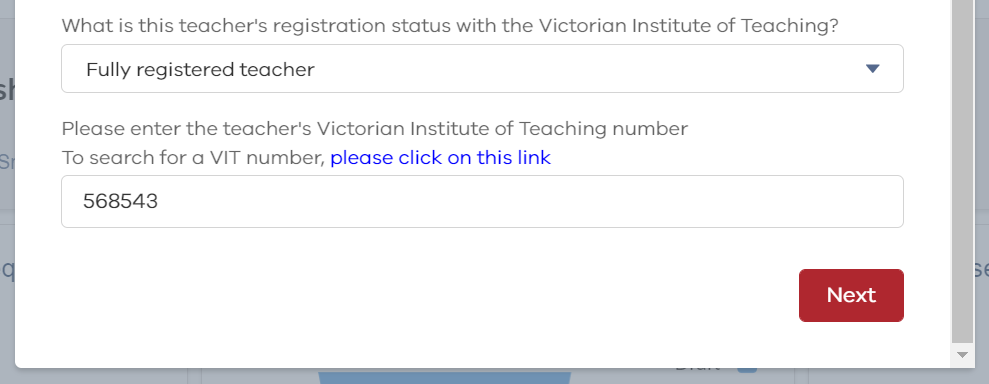 What is this teacher's registration status with the Victorian Institute of Teaching?
Fully registered teacher
Please enter the teacher's Victorian Institute of Teaching number
To search for a VIT number, please click on this link
568543
Next